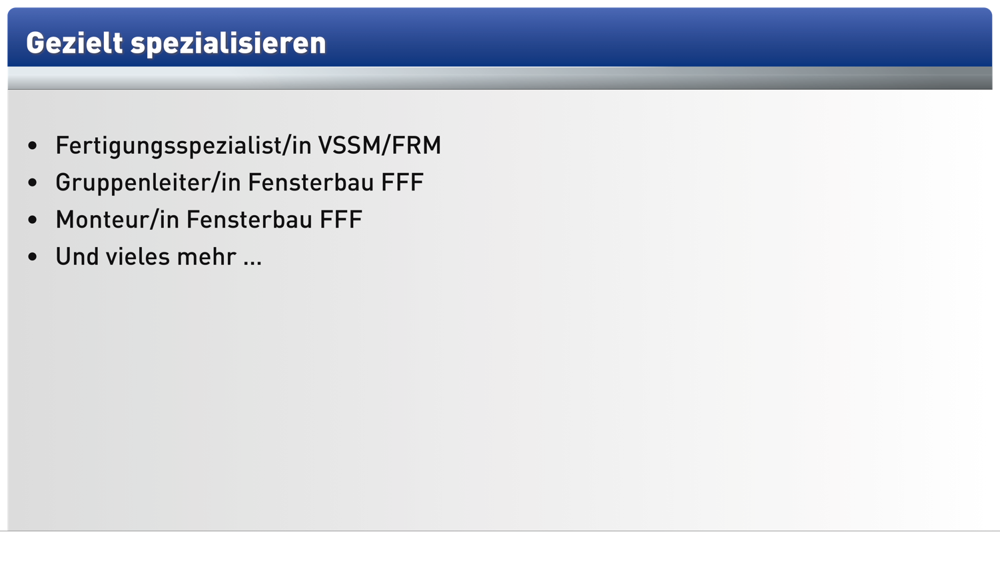 Gezielt spezialisieren
• Fertigungsspezialist/in VSSM/FRM
• Gruppenleiter/in Fensterbau FFF
• Monteur/in Fensterbau FFF
• Und vieles mehr ...